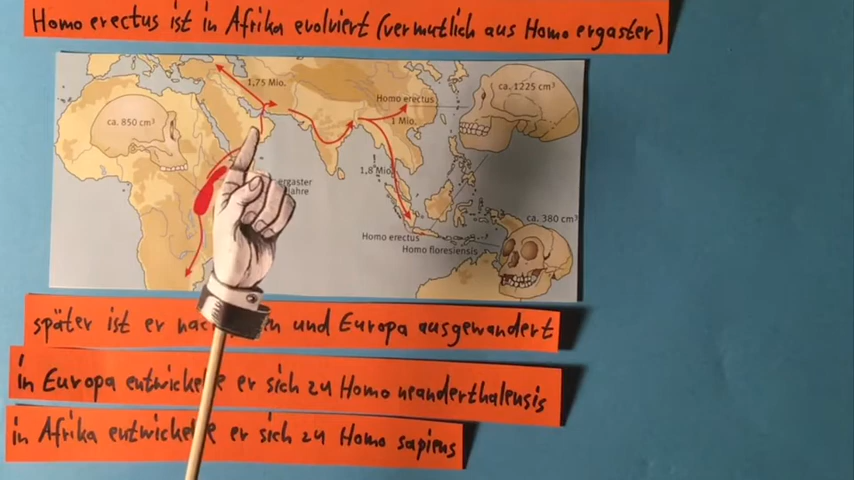 Homo erectus ist in Afrika evolviert (vermutlich aus Homo ergaster)
1,75 Mio.
ca. 850 cm³
Homo erectus
1 Mio.
ca. 1225 cm³
1,8 Mio.
ergaster
Jahre
ca. 380 cm³
Homo erectus
Homo floresiensis
später ist er und Europa ausgewandert
in Europa entwickelte er sich zu Homo neanderthalensis
in Afrika entwickelte er sich zu Homo sapiens